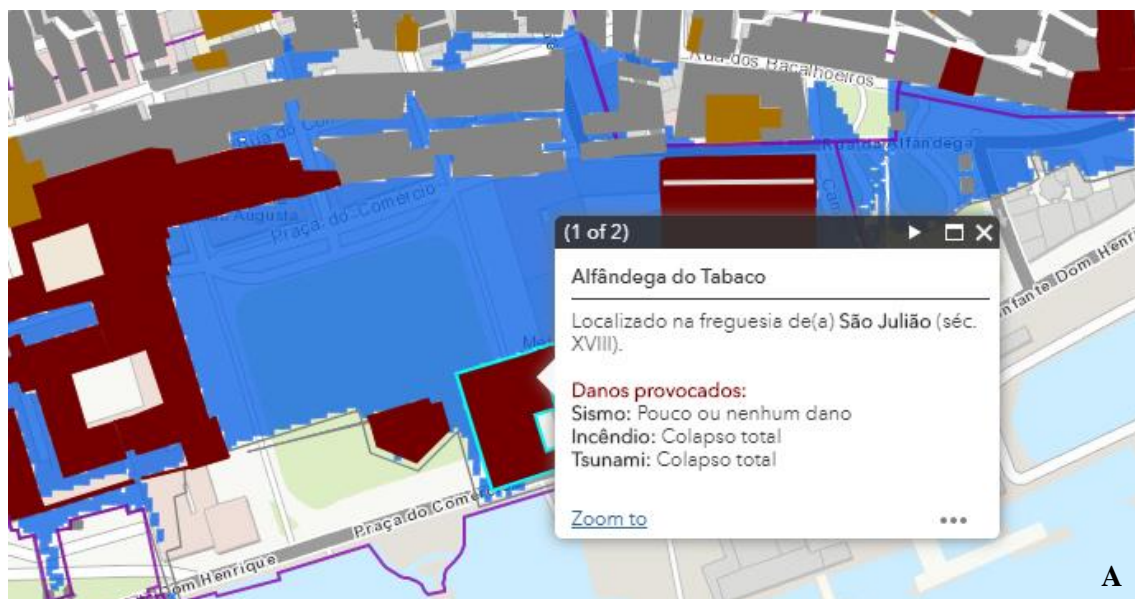 Rua dos Bacalhoeiros
Rua do Com
Rua da Alfândega
Augusta
Praça do Comercio
(1 of 2)
Alfândega do Tabaco
Localizado na freguesia de(a) São Julião (séc.
XVIII).
Danos provocados:
Sismo: Pouco ou nenhum dano
Incêndio: Colapso total
Tsunami: Colapso total
Zoom to
Infante Dom Henri
Praça do Comerc
Dom Henrique
A